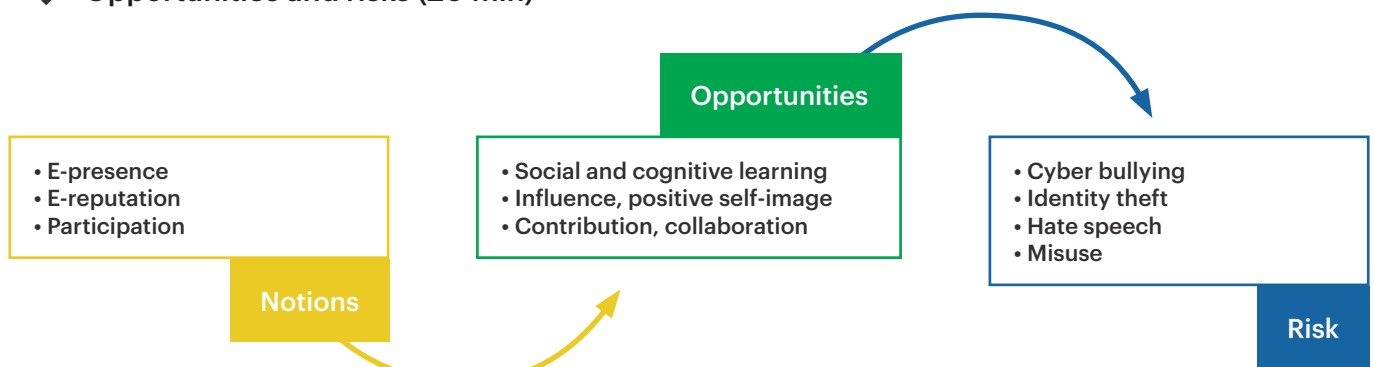 Opportunities
• E-presence
• E-reputation
• Participation
Notions
• Social and cognitive learning
• Influence, positive self-image
• Contribution, collaboration
• Cyber bullying
• Identity theft
• Hate speech
• Misuse
Risk